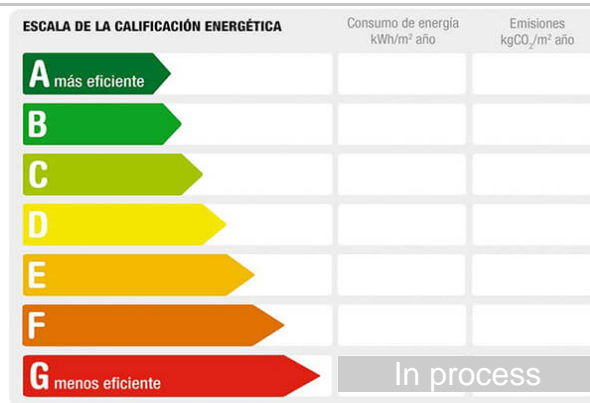 ESCALA DE LA CALIFICACIÓN ENERGÉTICA
Consumo de energía
kWh/m² año
Emisiones
kgCO₂/m² año
A más eficiente
B
C
D
E
F
G menos eficiente
In process